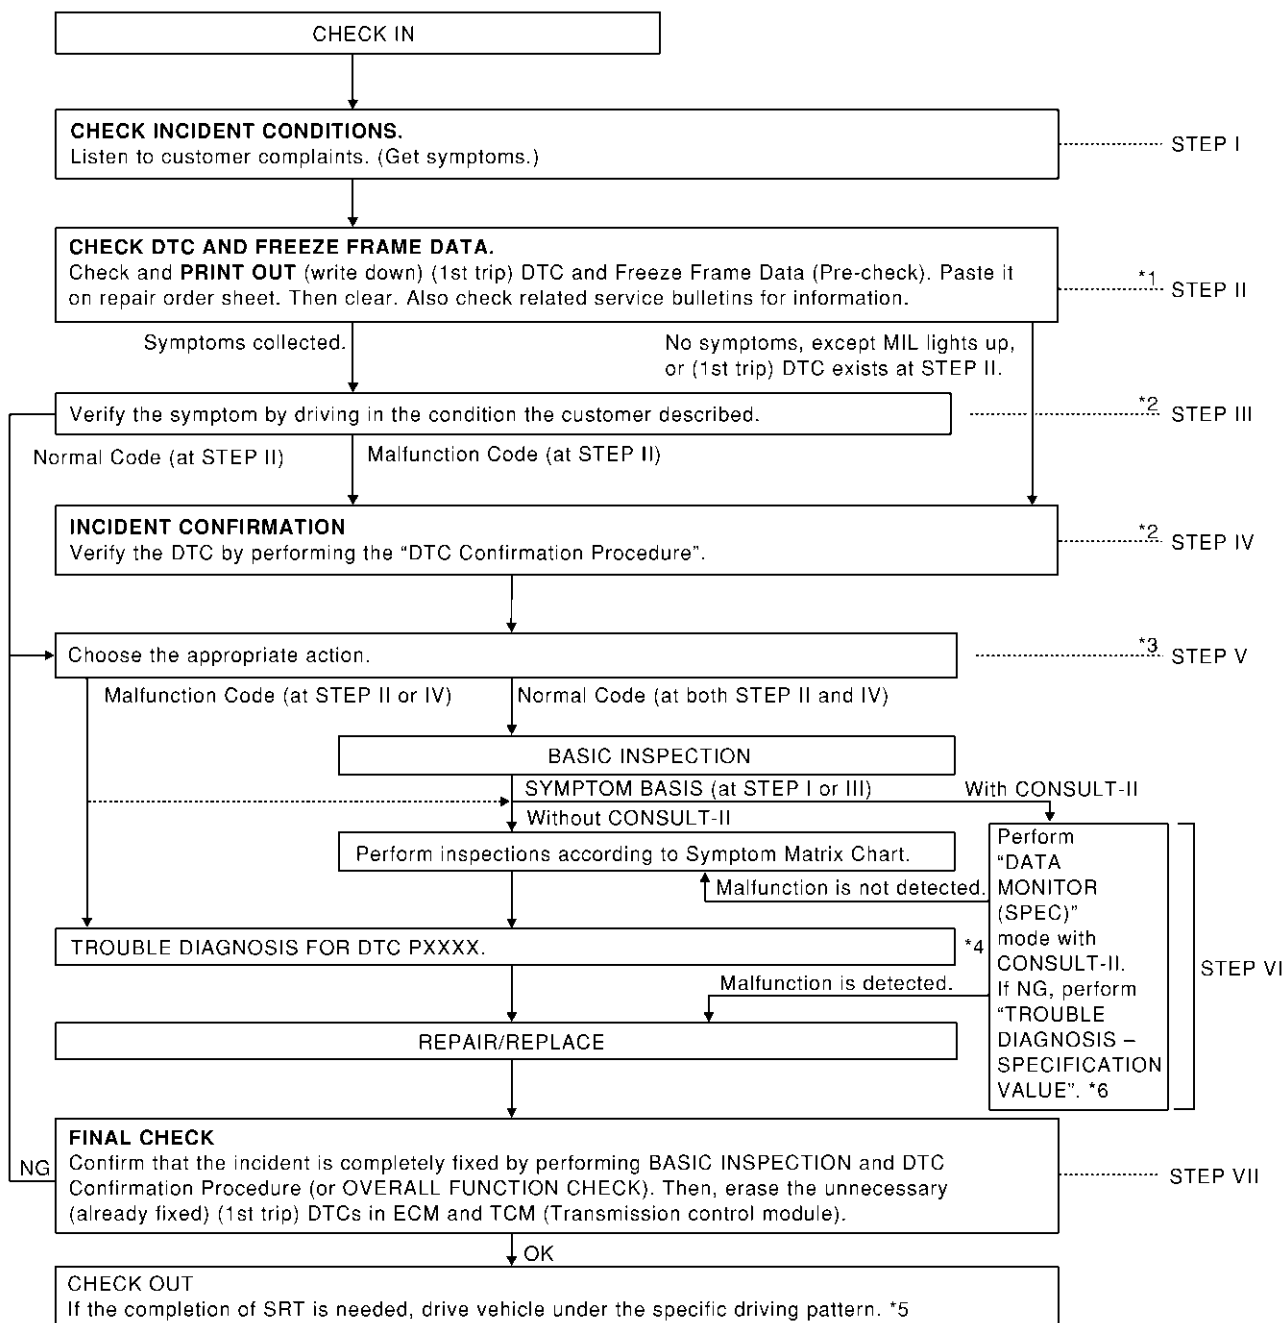 CHECK IN
CHECK INCIDENT CONDITIONS.
Listen to customer complaints. (Get symptoms.)
STEP I
CHECK DTC AND FREEZE FRAME DATA.
Check and PRINT OUT (write down) (1st trip) DTC and Freeze Frame Data (Pre-check). Paste it
on repair order sheet. Then clear. Also check related service bulletins for information.
*1 STEP II
Symptoms collected.
No symptoms, except MIL lights up,
or (1st trip) DTC exists at STEP II.
Verify the symptom by driving in the condition the customer described.
*2 STEP III
Normal Code (at STEP II)
Malfunction Code (at STEP II)
INCIDENT CONFIRMATION
Verify the DTC by performing the “DTC Confirmation Procedure”.
*2 STEP IV
Choose the appropriate action.
*3 STEP V
Malfunction Code (at STEP II or IV)
Normal Code (at both STEP II and IV)
BASIC INSPECTION
SYMPTOM BASIS (at STEP I or III)
With CONSULT-II
Without CONSULT-II
Perform inspections according to Symptom Matrix Chart.
Malfunction is not detected.
Perform
“DATA
MONITOR
(SPEC)”
mode with
CONSULT-II.
If NG, perform
“TROUBLE
DIAGNOSIS –
SPECIFICATION
VALUE”. *6
STEP VI
TROUBLE DIAGNOSIS FOR DTC PXXXX.
*4
Malfunction is detected.
REPAIR/REPLACE
FINAL CHECK
Confirm that the incident is completely fixed by performing BASIC INSPECTION and DTC
Confirmation Procedure (or OVERALL FUNCTION CHECK). Then, erase the unnecessary
(already fixed) (1st trip) DTCs in ECM and TCM (Transmission control module).
NG
STEP VII
OK
CHECK OUT
If the completion of SRT is needed, drive vehicle under the specific driving pattern. *5